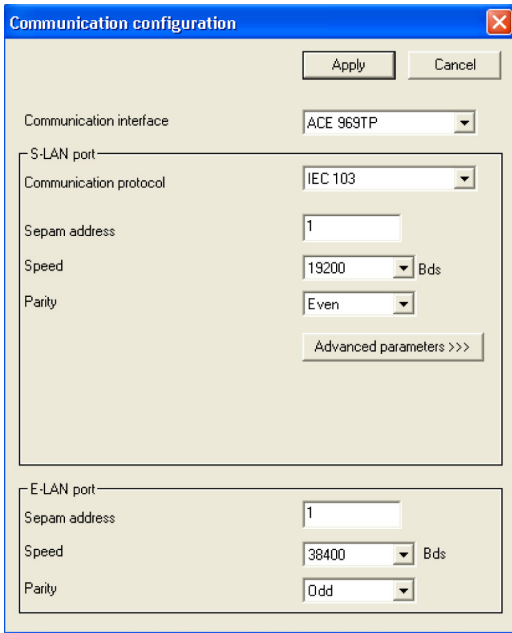 Communication configuration
Apply Cancel
Communication interface ACE 969TP
S-LAN port
Communication protocol IEC 103
Sepam address 1
Speed 19200 Bds
Parity Even
Advanced parameters >>>
E-LAN port
Sepam address 1
Speed 38400 Bds
Parity Odd